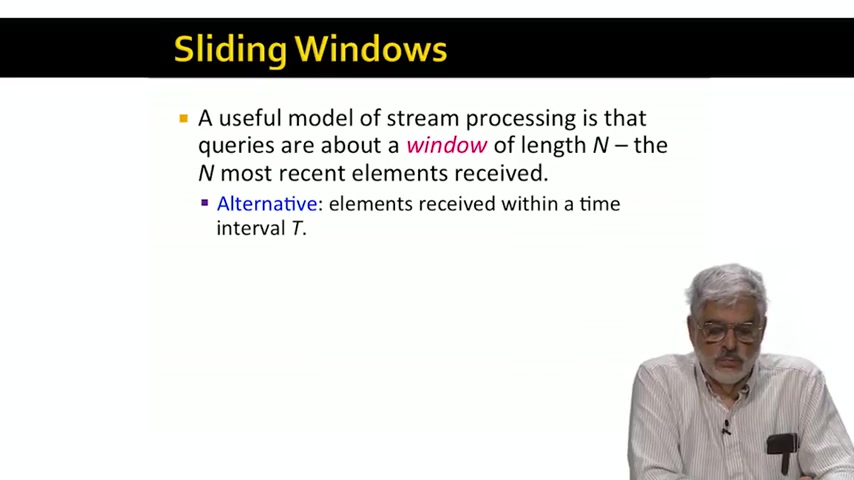 Sliding Windows
▪ A useful model of stream processing is that
queries are about a window of length N – the
N most recent elements received.
▪ Alternative: elements received within a time
interval T.